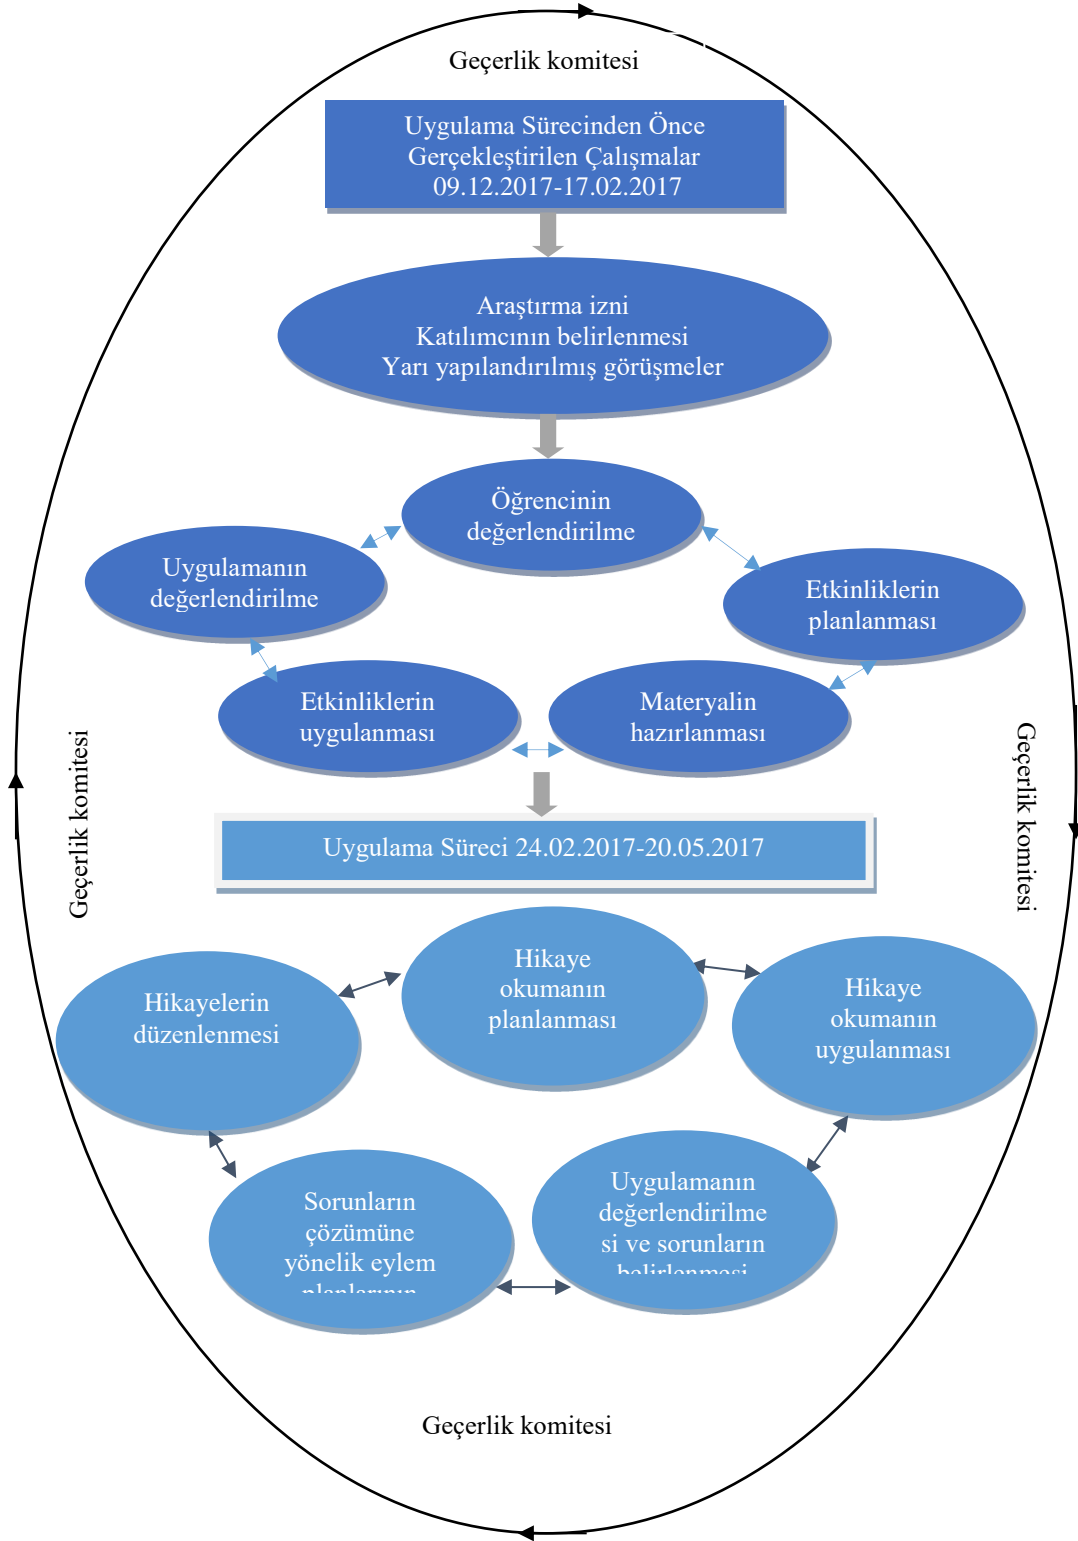 Geçerlik komitesi
Uygulama Sürecinden Önce
Gerçekleştirilen Çalışmalar
09.12.2017-17.02.2017
Araştırma izni
Katılımcının belirlenmesi
Yarı yapılandırılmış görüşmeler
Öğrencinin
değerlendirilme
Uygulamanın
değerlendirilme
Etkinliklerin
planlanması
Etkinliklerin
uygulanması
Materyalin
hazırlanması
Geçerlik komitesi
Geçerlik komitesi
Uygulama Süreci 24.02.2017-20.05.2017
Hikaye
okumanın
planlanması
Hikayelerin
düzenlenmesi
Hikaye
okumanın
uygulanması
Sorunların
çözümüne
yönelik eylem
planlarının
Uygulamanın
değerlendirilme
si ve sorunların
belirlenmesi
Geçerlik komitesi